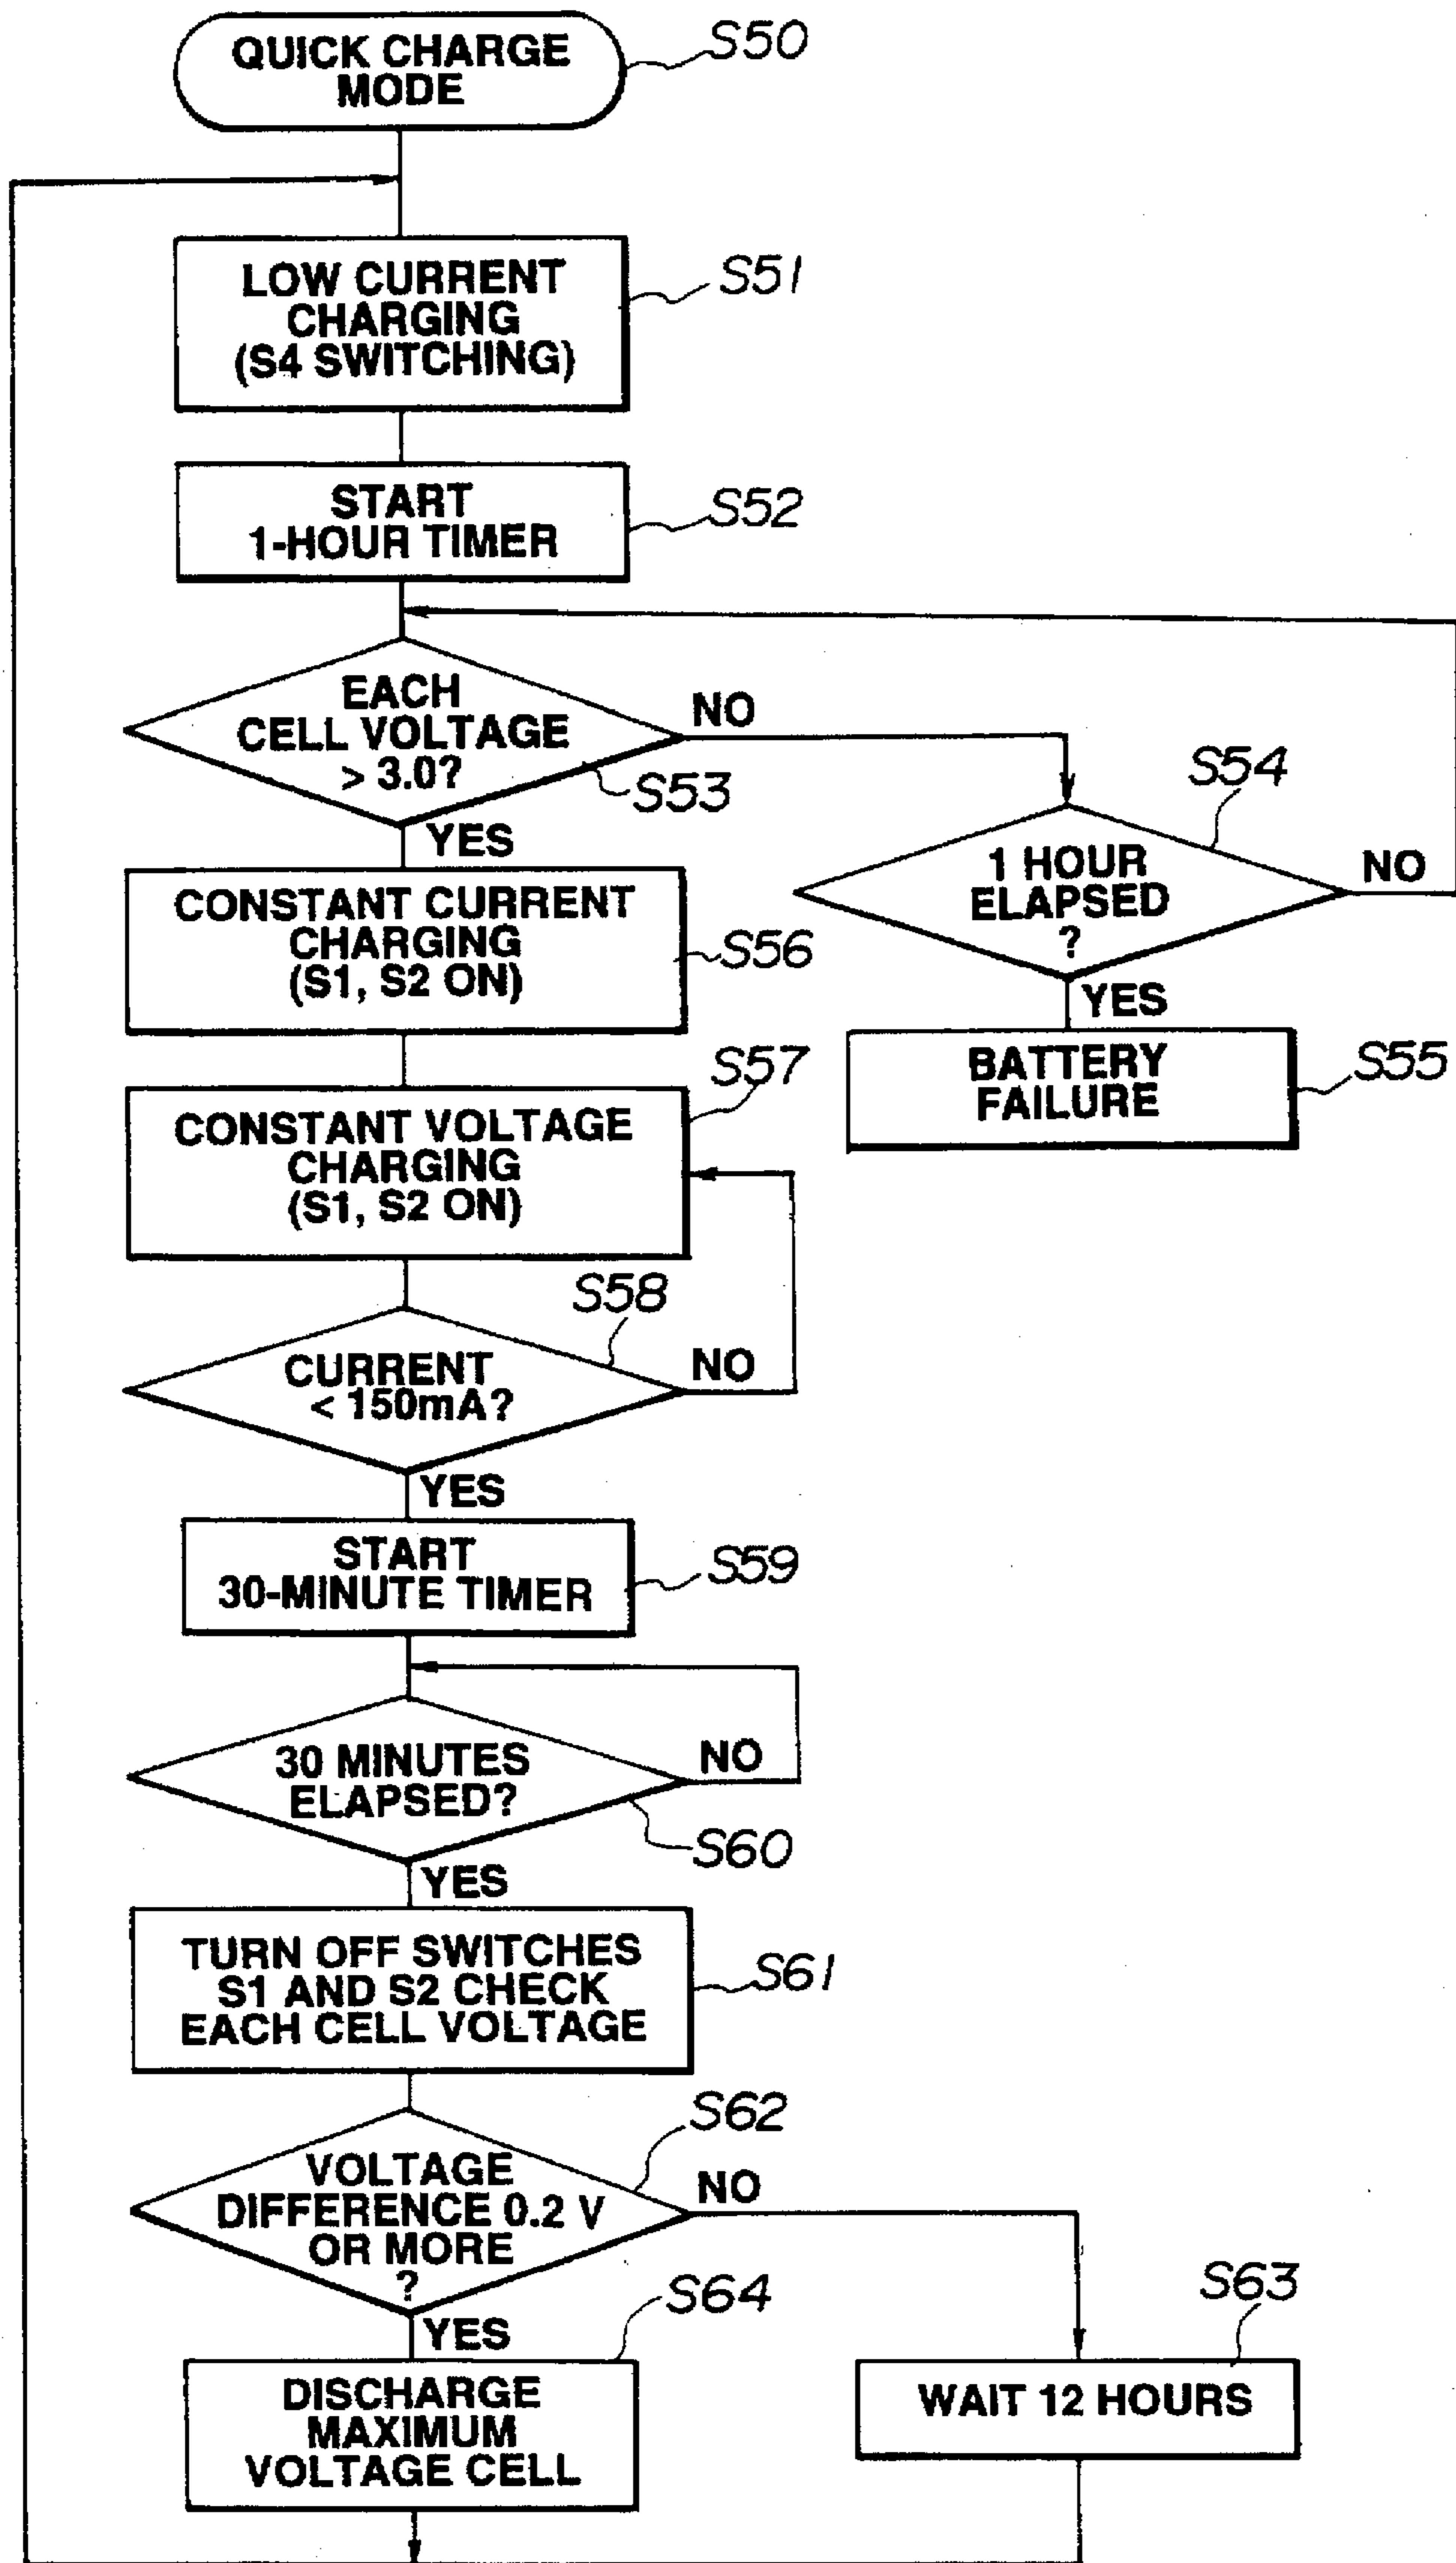 QUICK CHARGE
MODE
S50
LOW CURRENT
CHARGING
(S4 SWITCHING)
S51
START
1-HOUR TIMER
S52
EACH
CELL VOLTAGE
> 3.0?
NO
S53
YES
S54
1 HOUR
ELAPSED
?
NO
YES
BATTERY
FAILURE
S55
CONSTANT CURRENT
CHARGING
(S1, S2 ON)
S56
S57
CONSTANT VOLTAGE
CHARGING
(S1, S2 ON)
S58
CURRENT
< 150mA?
NO
YES
START
30-MINUTE TIMER
S59
30 MINUTES
ELAPSED?
NO
S60
YES
TURN OFF SWITCHES
S1 AND S2 CHECK
EACH CELL VOLTAGE
S61
S62
VOLTAGE
DIFFERENCE 0.2 V
OR MORE
?
NO
YES
S64
DISCHARGE
MAXIMUM
VOLTAGE CELL
S63
WAIT 12 HOURS